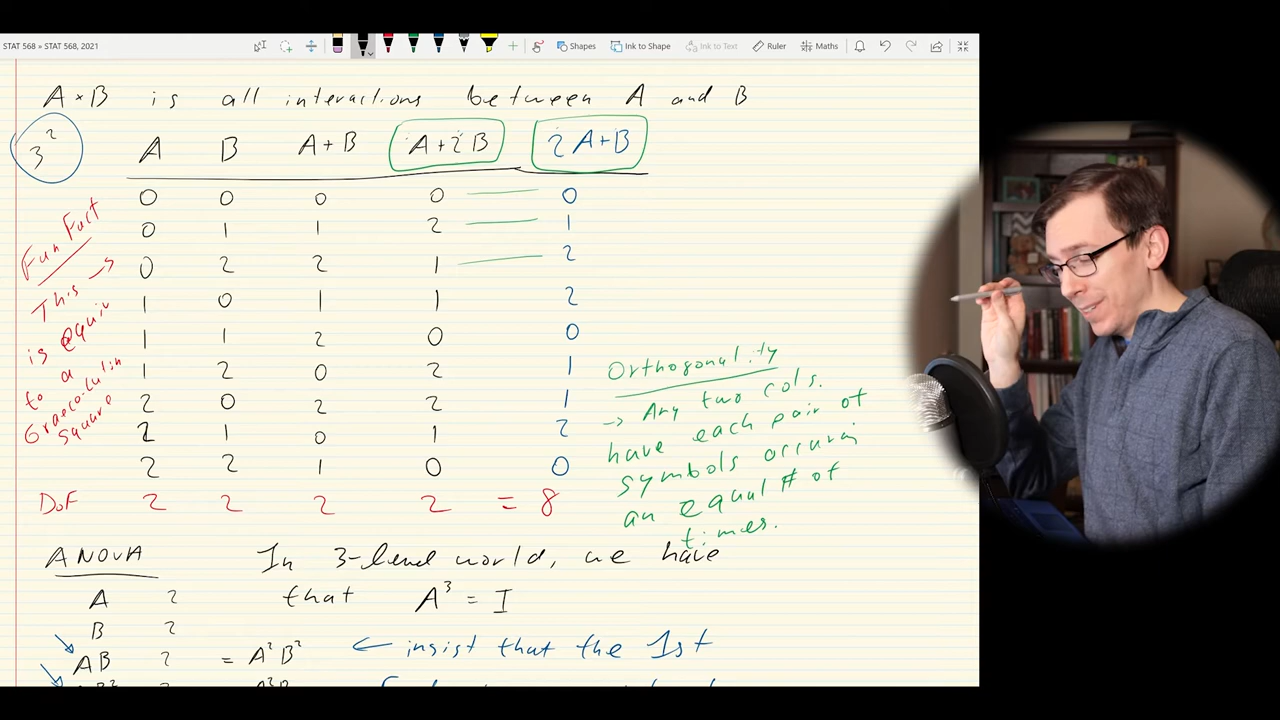 STAT 568 » STAT 568, 2021
Shapes Ink to Shape Ink to Text Ruler Maths
A×B is all interactions between A and B
3²
A B A+B A+2B 2A+B
0 0 0 0 0
0 1 1 2 1
0 2 2 1 2
1 0 1 1 2
1 1 2 0 0
1 2 0 2 1
2 0 2 2 1
2 1 0 1 2
2 2 1 0 0
DoF 2 2 2 2 = 8
Fun Fact
This →
is equiv
to a
square
Orthogonality
→ Any two cols.
have each pair of
symbols
an equal # of
times.
ANOVA In 3-level world, we have
A 2 that A³ = I
B 2
AB 2 = A²B² ← insist that the 1st